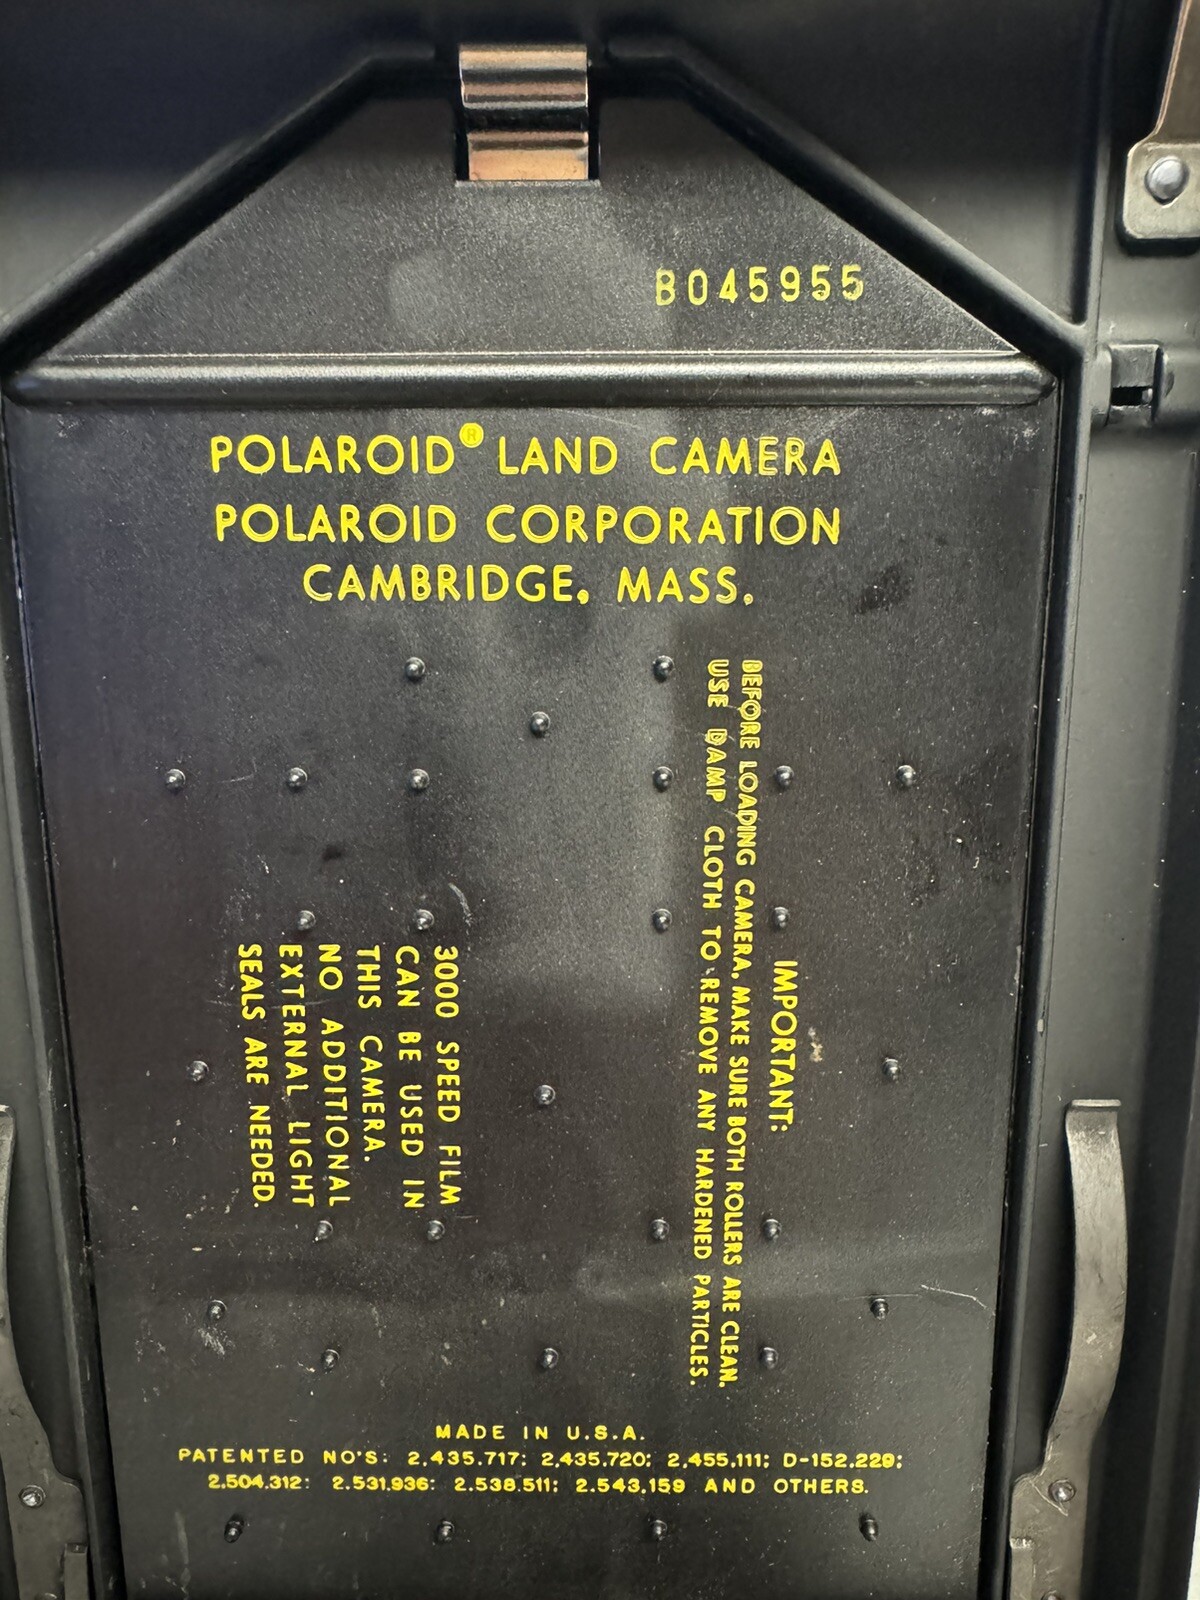 B045955
POLAROID® LAND CAMERA
POLAROID CORPORATION
CAMBRIDGE, MASS.
IMPORTANT:
BEFORE LOADING CAMERA, MAKE SURE BOTH ROLLERS ARE CLEAN.
USE DAMP CLOTH TO REMOVE ANY HARDENED PARTICLES.
3000 SPEED FILM
CAN BE USED IN
THIS CAMERA.
NO ADDITIONAL
EXTERNAL LIGHT
SEALS ARE NEEDED.
MADE IN U.S.A.
PATENTED NO'S: 2,435,717; 2,435,720; 2,455,111; D-152,229;
2,504,312; 2,531,936; 2,538,511; 2,543,159 AND OTHERS.